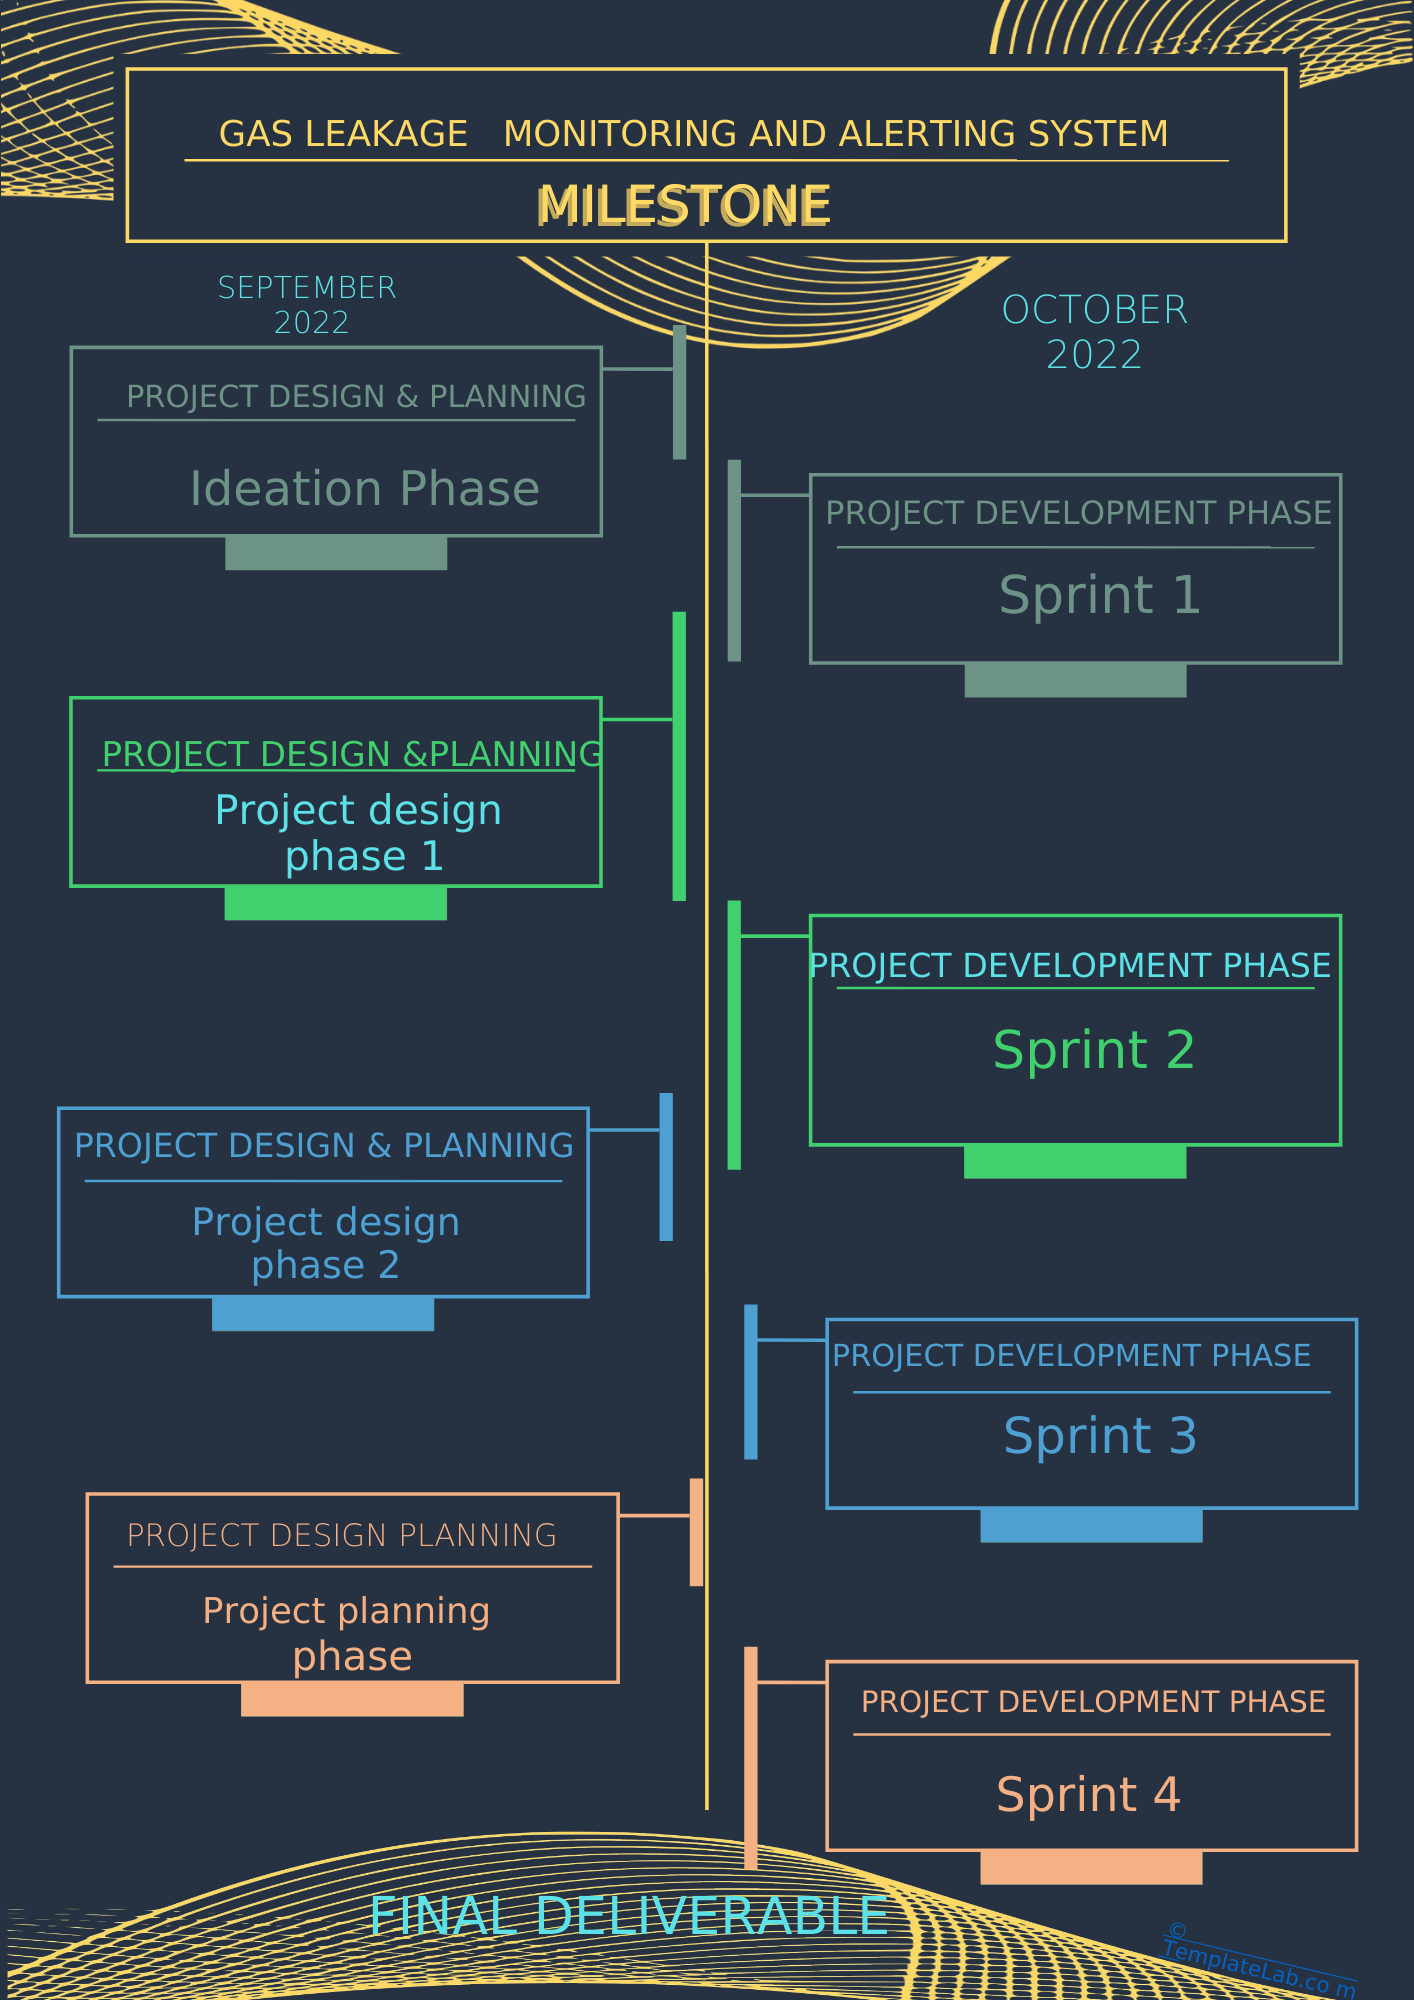 GAS LEAKAGE MONITORING AND ALERTING SYSTEM
MILESTONE
SEPTEMBER
2022
OCTOBER
2022
PROJECT DESIGN & PLANNING
Ideation Phase
PROJECT DEVELOPMENT PHASE
Sprint 1
PROJECT DESIGN &PLANNING
Project design
phase 1
PROJECT DEVELOPMENT PHASE
Sprint 2
PROJECT DESIGN & PLANNING
Project design
phase 2
PROJECT DEVELOPMENT PHASE
Sprint 3
PROJECT DESIGN PLANNING
Project planning
phase
PROJECT DEVELOPMENT PHASE
Sprint 4
FINAL DELIVERABLE
©
TemplateLab.co m